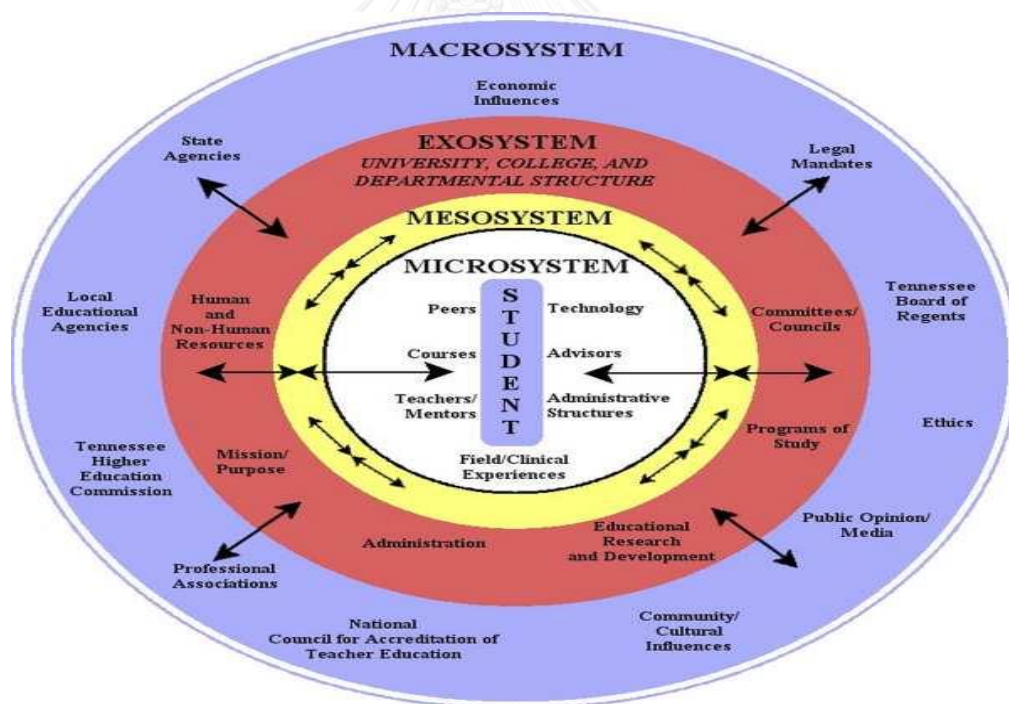 MACROSYSTEM
Economic
Influences
State
Agencies
Legal
Mandates
EXOSYSTEM
UNIVERSITY, COLLEGE, AND
DEPARTMENTAL STRUCTURE
MESOSYSTEM
MICROSYSTEM
Local
Educational
Agencies
Human
and
Non-Human
Resources
Peers
Courses
Teachers/
Mentors
STUDENT
Technology
Advisors
Administrative
Structures
Field/Clinical
Experiences
Committees/
Councils
Tennessee
Board of
Regents
Tennessee
Higher
Education
Commission
Mission/
Purpose
Programs of
Study
Ethics
Administration
Educational
Research
and Development
Public Opinion/
Media
Professional
Associations
National
Council for Accreditation of
Teacher Education
Community/
Cultural
Influences